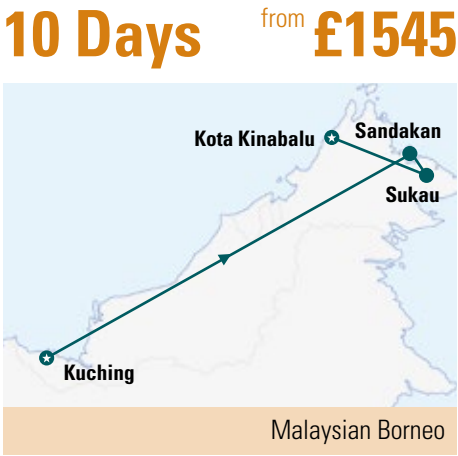 10 Days from £1545
Kota Kinabalu
Sandakan
Sukau
Kuching
Malaysian Borneo